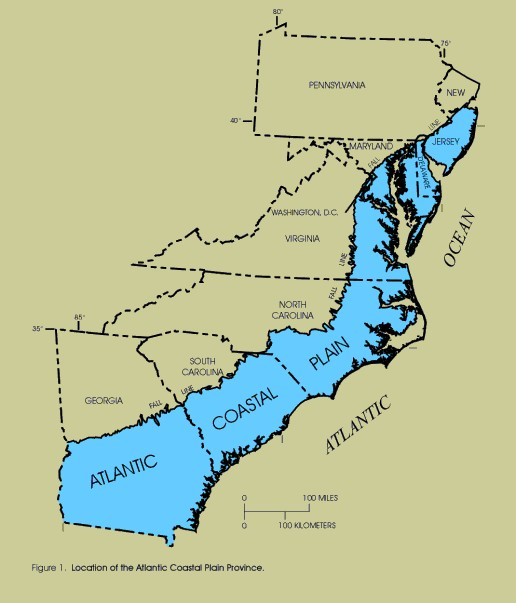 80°
75°
PENNSYLVANIA
NEW
40°
LINE
JERSEY
MARYLAND
FALL
DELAWARE
WASHINGTON, D.C.
VIRGINIA
OCEAN
LINE
FALL
NORTH
CAROLINA
85°
35°
PLAIN
SOUTH
CAROLINA
LINE
FALL
GEORGIA
COASTAL
ATLANTIC
ATLANTIC
0 100 MILES
0 100 KILOMETERS
Figure 1. Location of the Atlantic Coastal Plain Province.